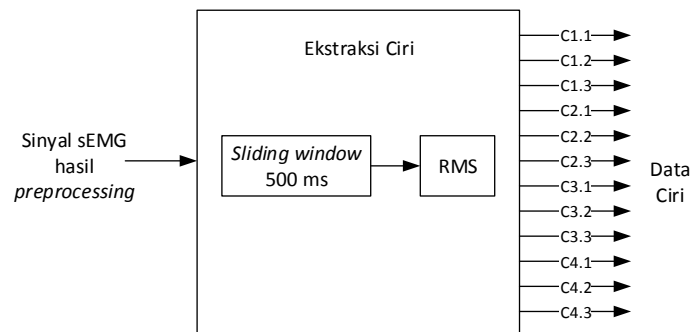 Ekstraksi Ciri
Sinyal sEMG
hasil
preprocessing
Sliding window
500 ms
RMS
C1.1
C1.2
C1.3
C2.1
C2.2
C2.3
C3.1
C3.2
C3.3
C4.1
C4.2
C4.3
Data
Ciri